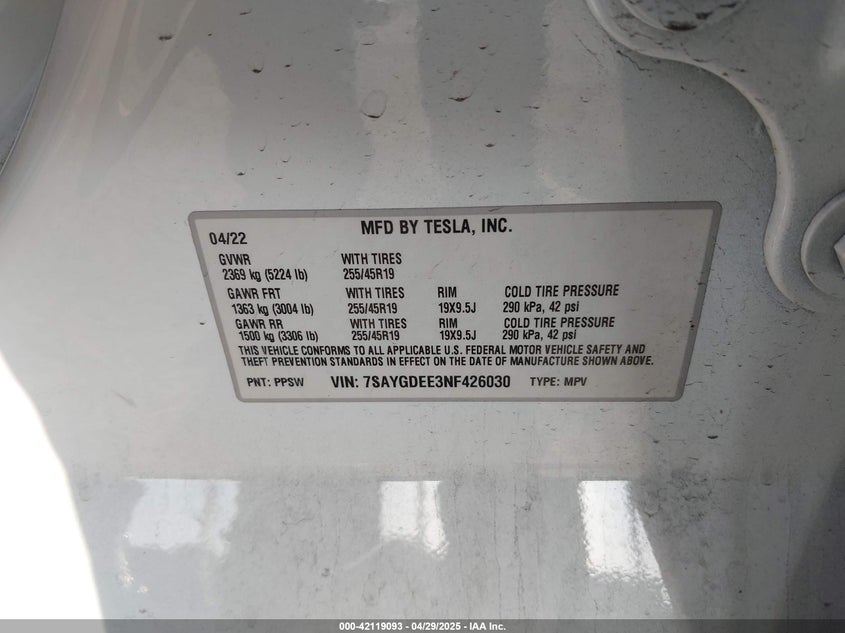 MFD BY TESLA, INC.
04/22
GVWR WITH TIRES
2369 kg (5224 lb) 255/45R19
GAWR FRT WITH TIRES RIM COLD TIRE PRESSURE
1363 kg (3004 lb) 255/45R19 19X9.5J 290 kPa, 42 psi
GAWR RR WITH TIRES RIM COLD TIRE PRESSURE
1500 kg (3306 lb) 255/45R19 19X9.5J 290 kPa, 42 psi
THIS VEHICLE CONFORMS TO ALL APPLICABLE U.S. FEDERAL MOTOR VEHICLE SAFETY AND
THEFT PREVENTION STANDARDS IN EFFECT ON THE DATE OF MANUFACTURE SHOWN ABOVE.
PNT: PPSW VIN: 7SAYGDEE3NF426030 TYPE: MPV
000-42119093 - 04/29/2025 - IAA Inc.